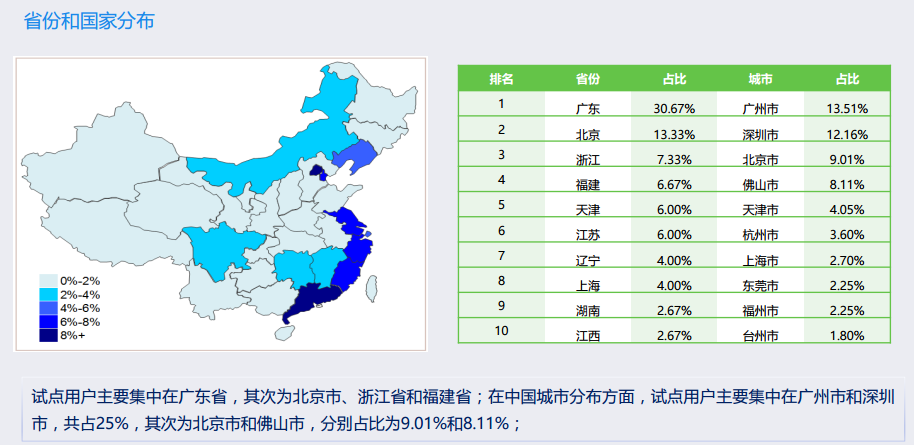 省份和国家分布
0%-2%
2%-4%
4%-6%
6%-8%
8%+
排名 省份 占比 城市 占比
1 广东 30.67% 广州市 13.51%
2 北京 13.33% 深圳市 12.16%
3 浙江 7.33% 北京市 9.01%
4 福建 6.67% 佛山市 8.11%
5 天津 6.00% 天津市 4.05%
6 江苏 6.00% 杭州市 3.60%
7 辽宁 4.00% 上海市 2.70%
8 上海 4.00% 东莞市 2.25%
9 湖南 2.67% 福州市 2.25%
10 江西 2.67% 台州市 1.80%
试点用户主要集中在广东省，其次为北京市、浙江省和福建省；在中国城市分布方面，试点用户主要集中在广州市和深圳
市，共占25%，其次为北京市和佛山市，分别占比为9.01%和8.11%；